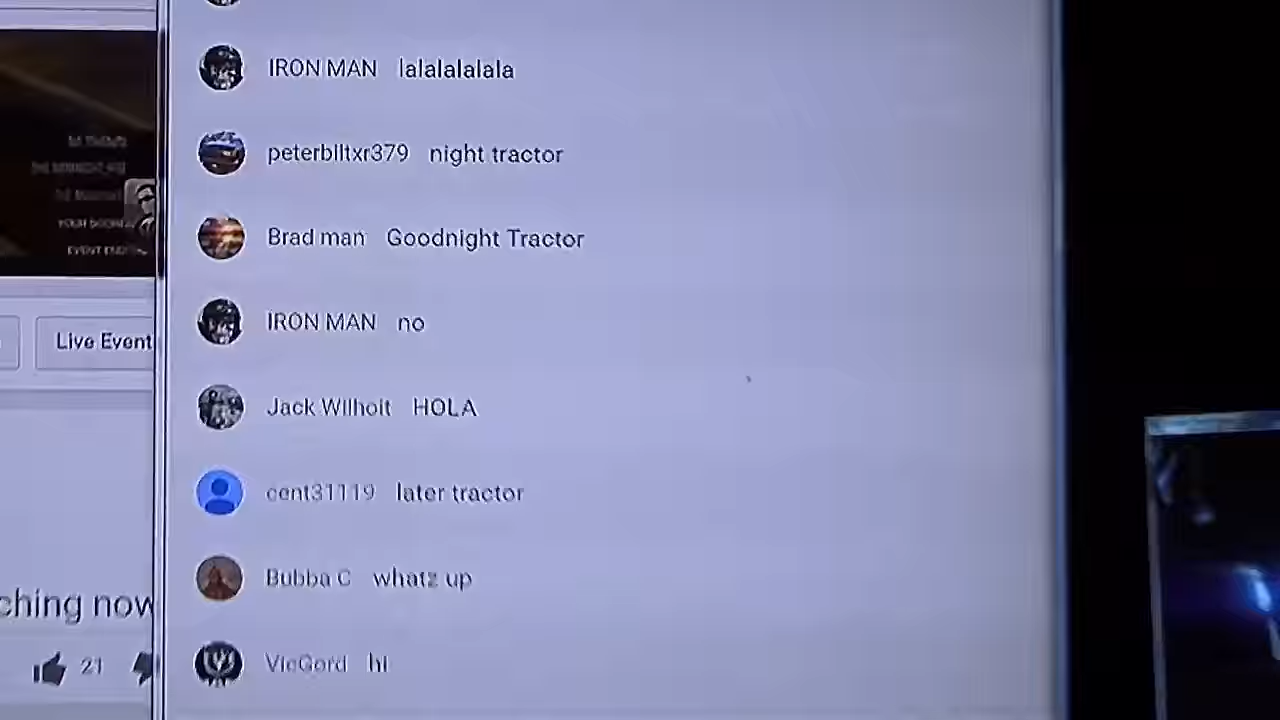 IRON MAN lalalalalala
peterbiltxr379 night tractor
Brad man Goodnight Tractor
IRON MAN no
Live Event
Jack Wilhoit HOLA
cent31119 later tractor
Bubba C whatz up
ching now
VicGord hi
21